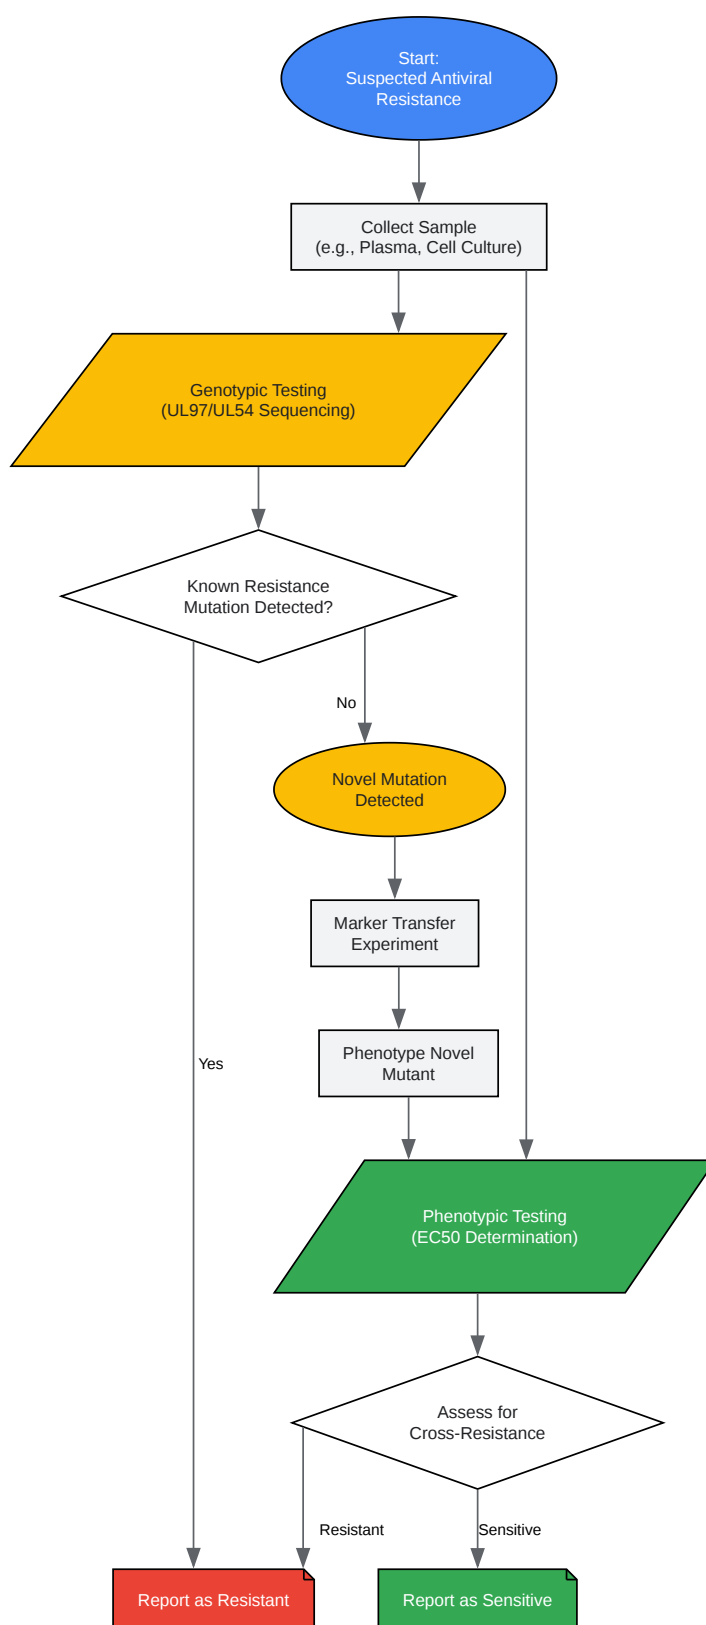 Start:
Suspected Antiviral
Resistance
Collect Sample
(e.g., Plasma, Cell Culture)
Genotypic Testing
(UL97/UL54 Sequencing)
Known Resistance
Mutation Detected?
No
Novel Mutation
Detected
Marker Transfer
Experiment
Phenotype Novel
Mutant
Yes
Phenotypic Testing
(EC50 Determination)
Assess for
Cross-Resistance
Resistant
Sensitive
Report as Resistant
Report as Sensitive